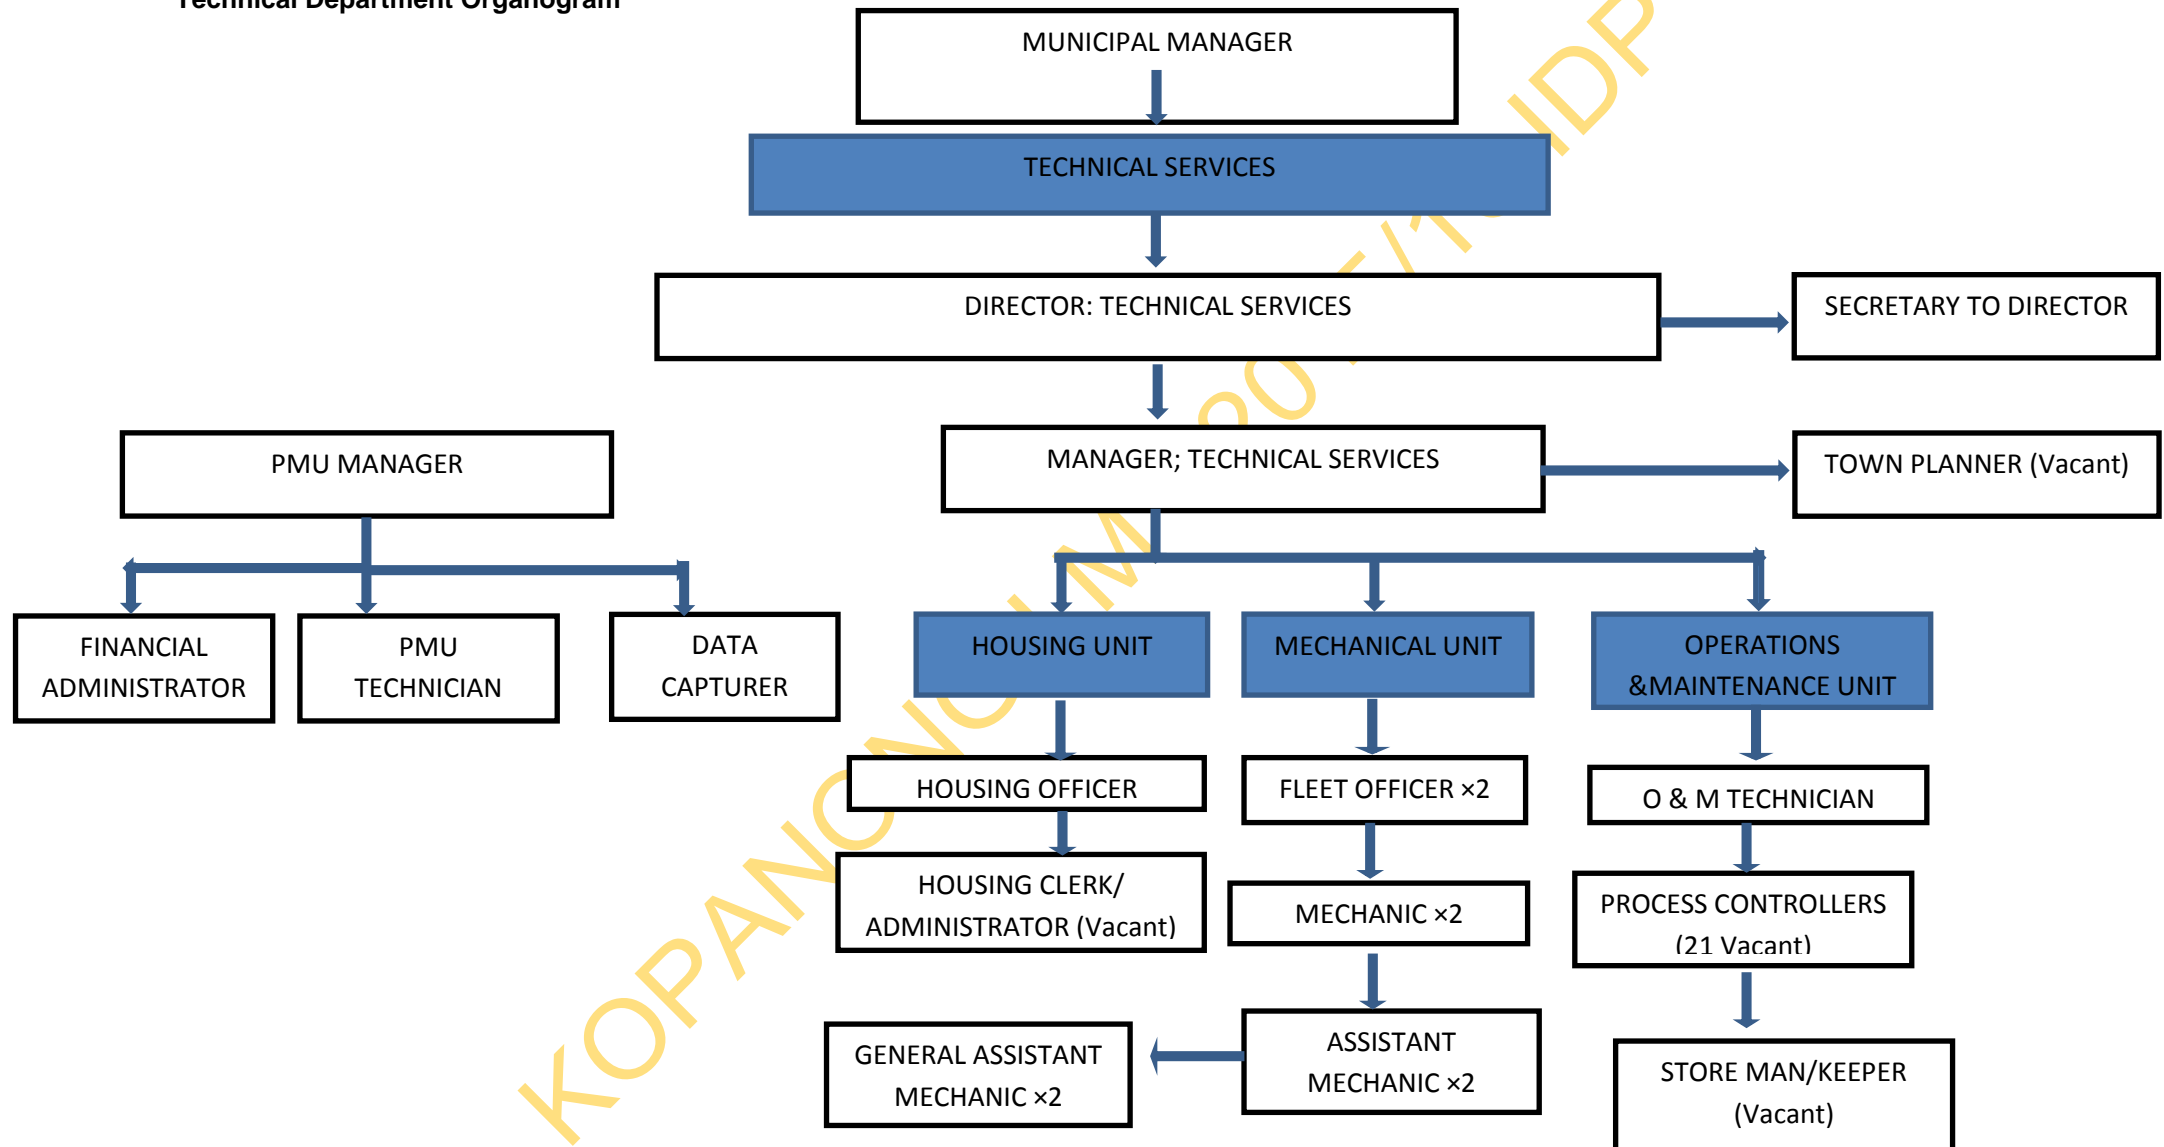 Technical Department Organogram
MUNICIPAL MANAGER
TECHNICAL SERVICES
DIRECTOR: TECHNICAL SERVICES
SECRETARY TO DIRECTOR
PMU MANAGER
MANAGER; TECHNICAL SERVICES
TOWN PLANNER (Vacant)
FINANCIAL
ADMINISTRATOR
PMU
TECHNICIAN
DATA
CAPTURER
HOUSING UNIT
MECHANICAL UNIT
OPERATIONS
&MAINTENANCE UNIT
HOUSING OFFICER
FLEET OFFICER ×2
O & M TECHNICIAN
HOUSING CLERK/
ADMINISTRATOR (Vacant)
MECHANIC ×2
PROCESS CONTROLLERS
(21 Vacant)
GENERAL ASSISTANT
MECHANIC ×2
ASSISTANT
MECHANIC ×2
STORE MAN/KEEPER
(Vacant)
IDP